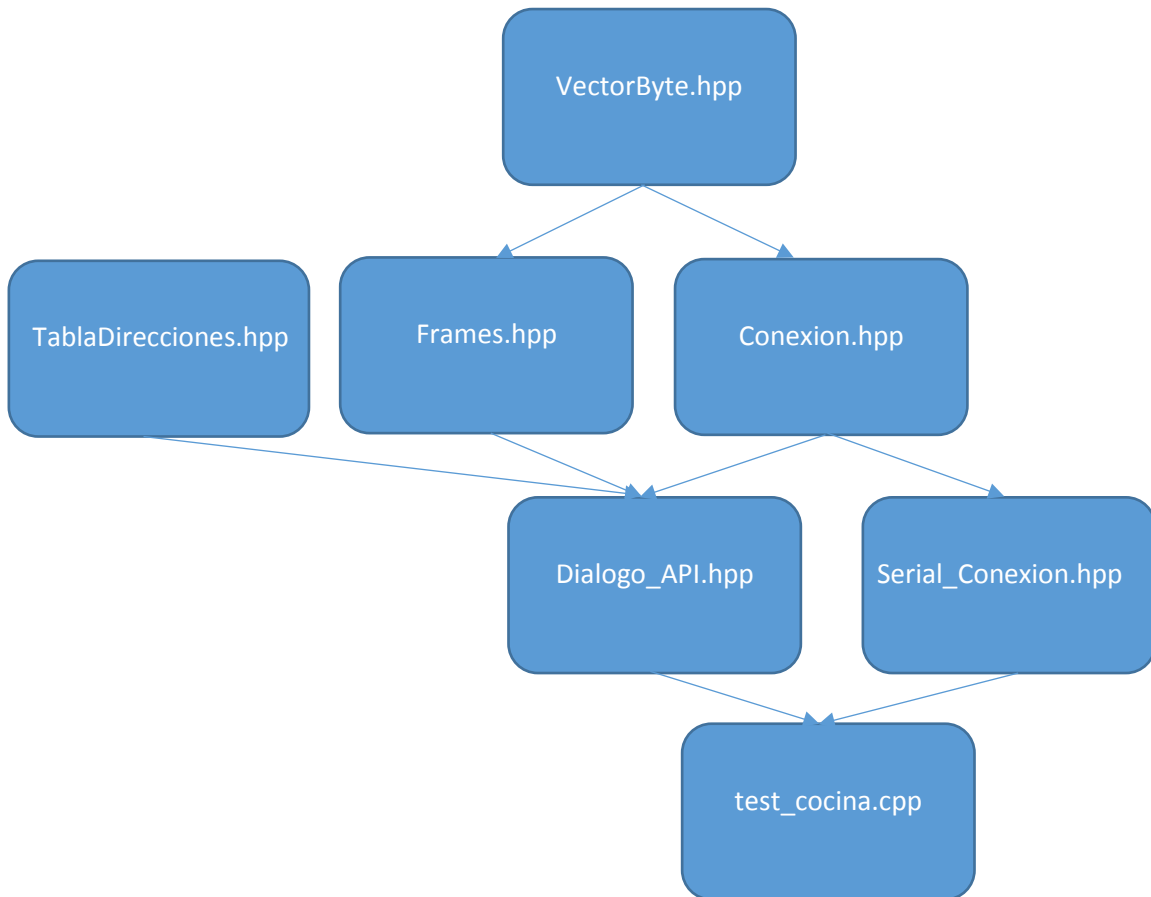 VectorByte.hpp
TablaDirecciones.hpp
Frames.hpp
Conexion.hpp
Dialogo_API.hpp
Serial_Conexion.hpp
test_cocina.cpp